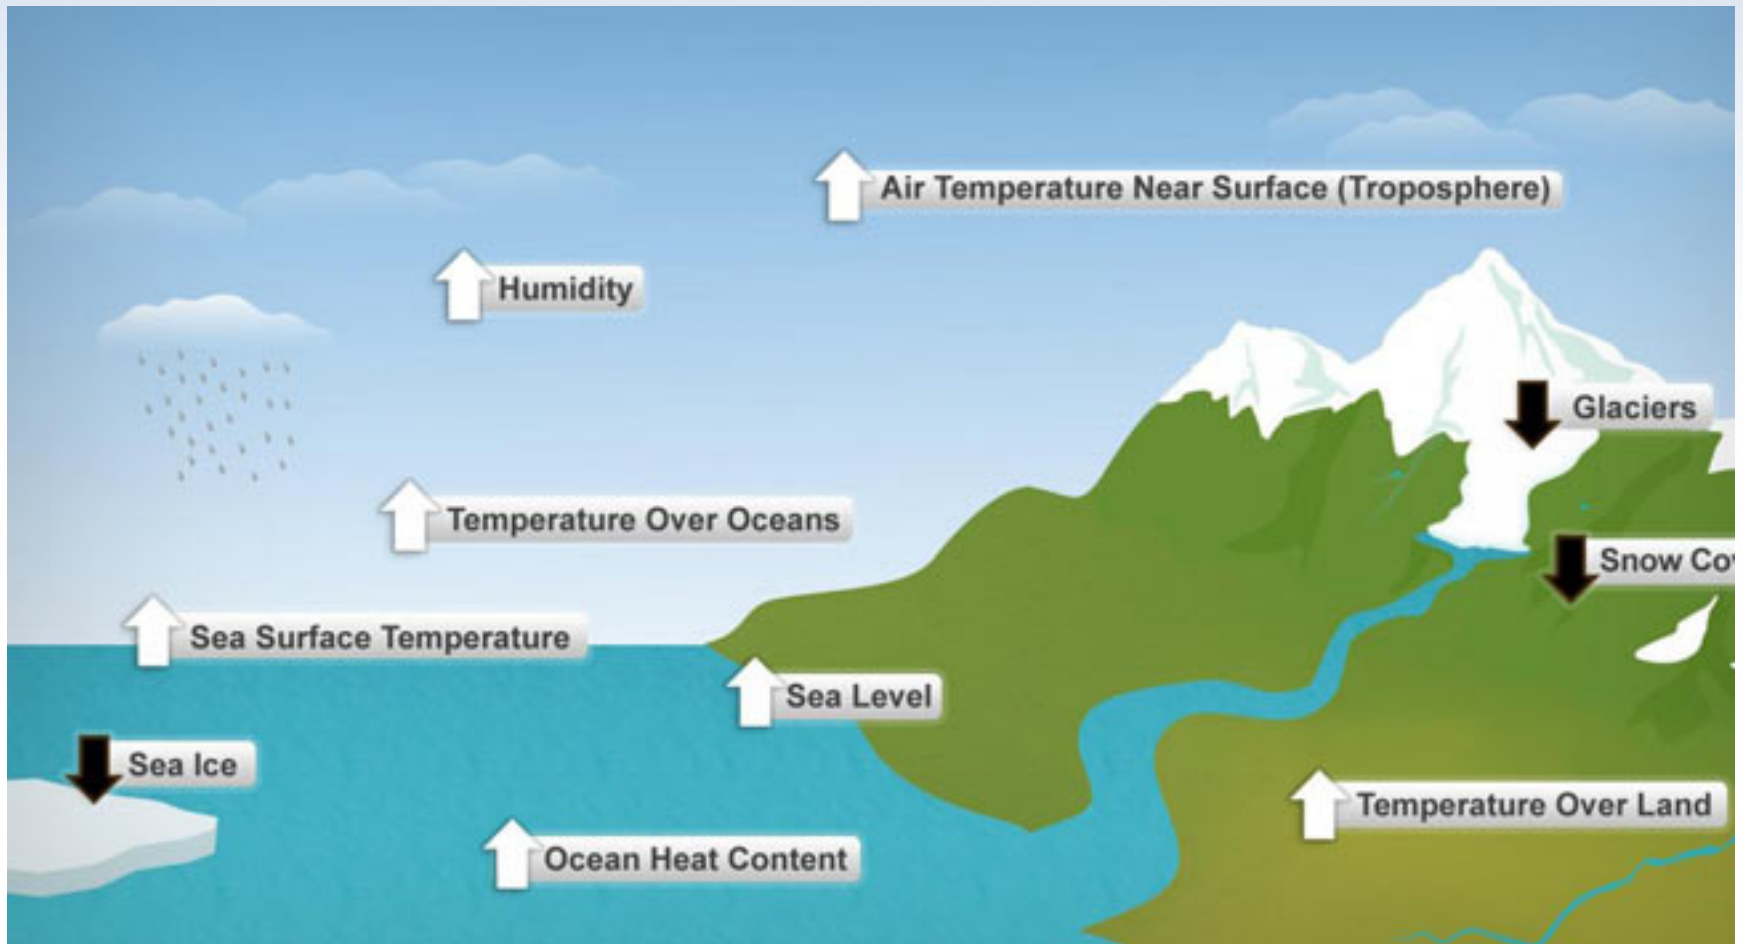 Air Temperature Near Surface (Troposphere)
Humidity
Glaciers
Temperature Over Oceans
Snow
Sea Surface Temperature
Sea Level
Sea Ice
Temperature Over Land
Ocean Heat Content